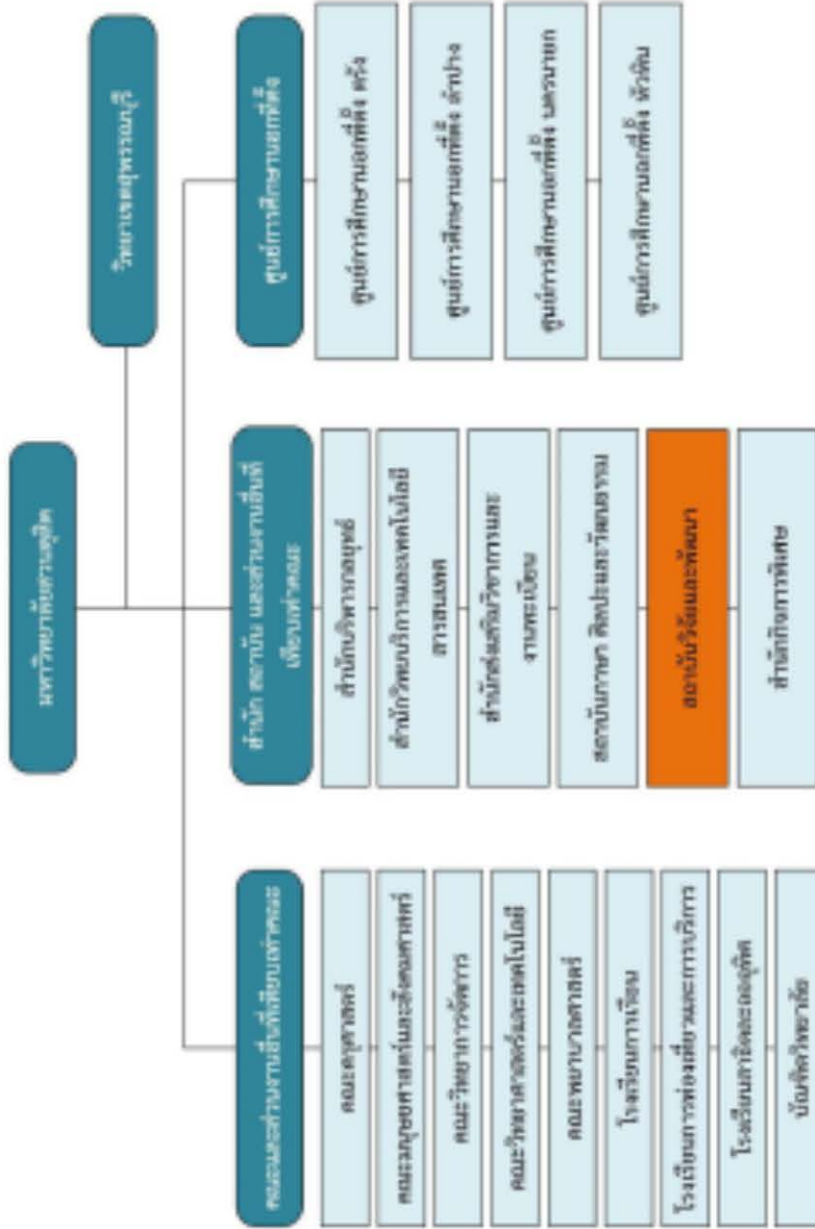 มหาวิทยาลัยสวนดุสิต
วิทยาเขตสุพรรณบุรี
คณะและส่วนงานอื่นที่เทียบเท่าคณะ
คณะครุศาสตร์
คณะมนุษยศาสตร์และสังคมศาสตร์
คณะวิทยาการจัดการ
คณะวิทยาศาสตร์และเทคโนโลยี
คณะพยาบาลศาสตร์
โรงเรียนการเรือน
โรงเรียนการท่องเที่ยวและการบริการ
โรงเรียนสาธิตละอออุทิศ
บัณฑิตวิทยาลัย
สำนัก สถาบัน และส่วนงานอื่นที่
เทียบเท่าคณะ
สำนักบริหารกลยุทธ์
สำนักวิทยบริการและเทคโนโลยี
สารสนเทศ
สำนักส่งเสริมวิชาการและ
งานทะเบียน
สถาบันภาษา ศิลปะและวัฒนธรรม
สถาบันวิจัยและพัฒนา
สำนักกิจการพิเศษ
ศูนย์การศึกษานอกที่ตั้ง
ศูนย์การศึกษานอกที่ตั้ง ตรัง
ศูนย์การศึกษานอกที่ตั้ง ลำปาง
ศูนย์การศึกษานอกที่ตั้ง นครนายก
ศูนย์การศึกษานอกที่ตั้ง หัวหิน